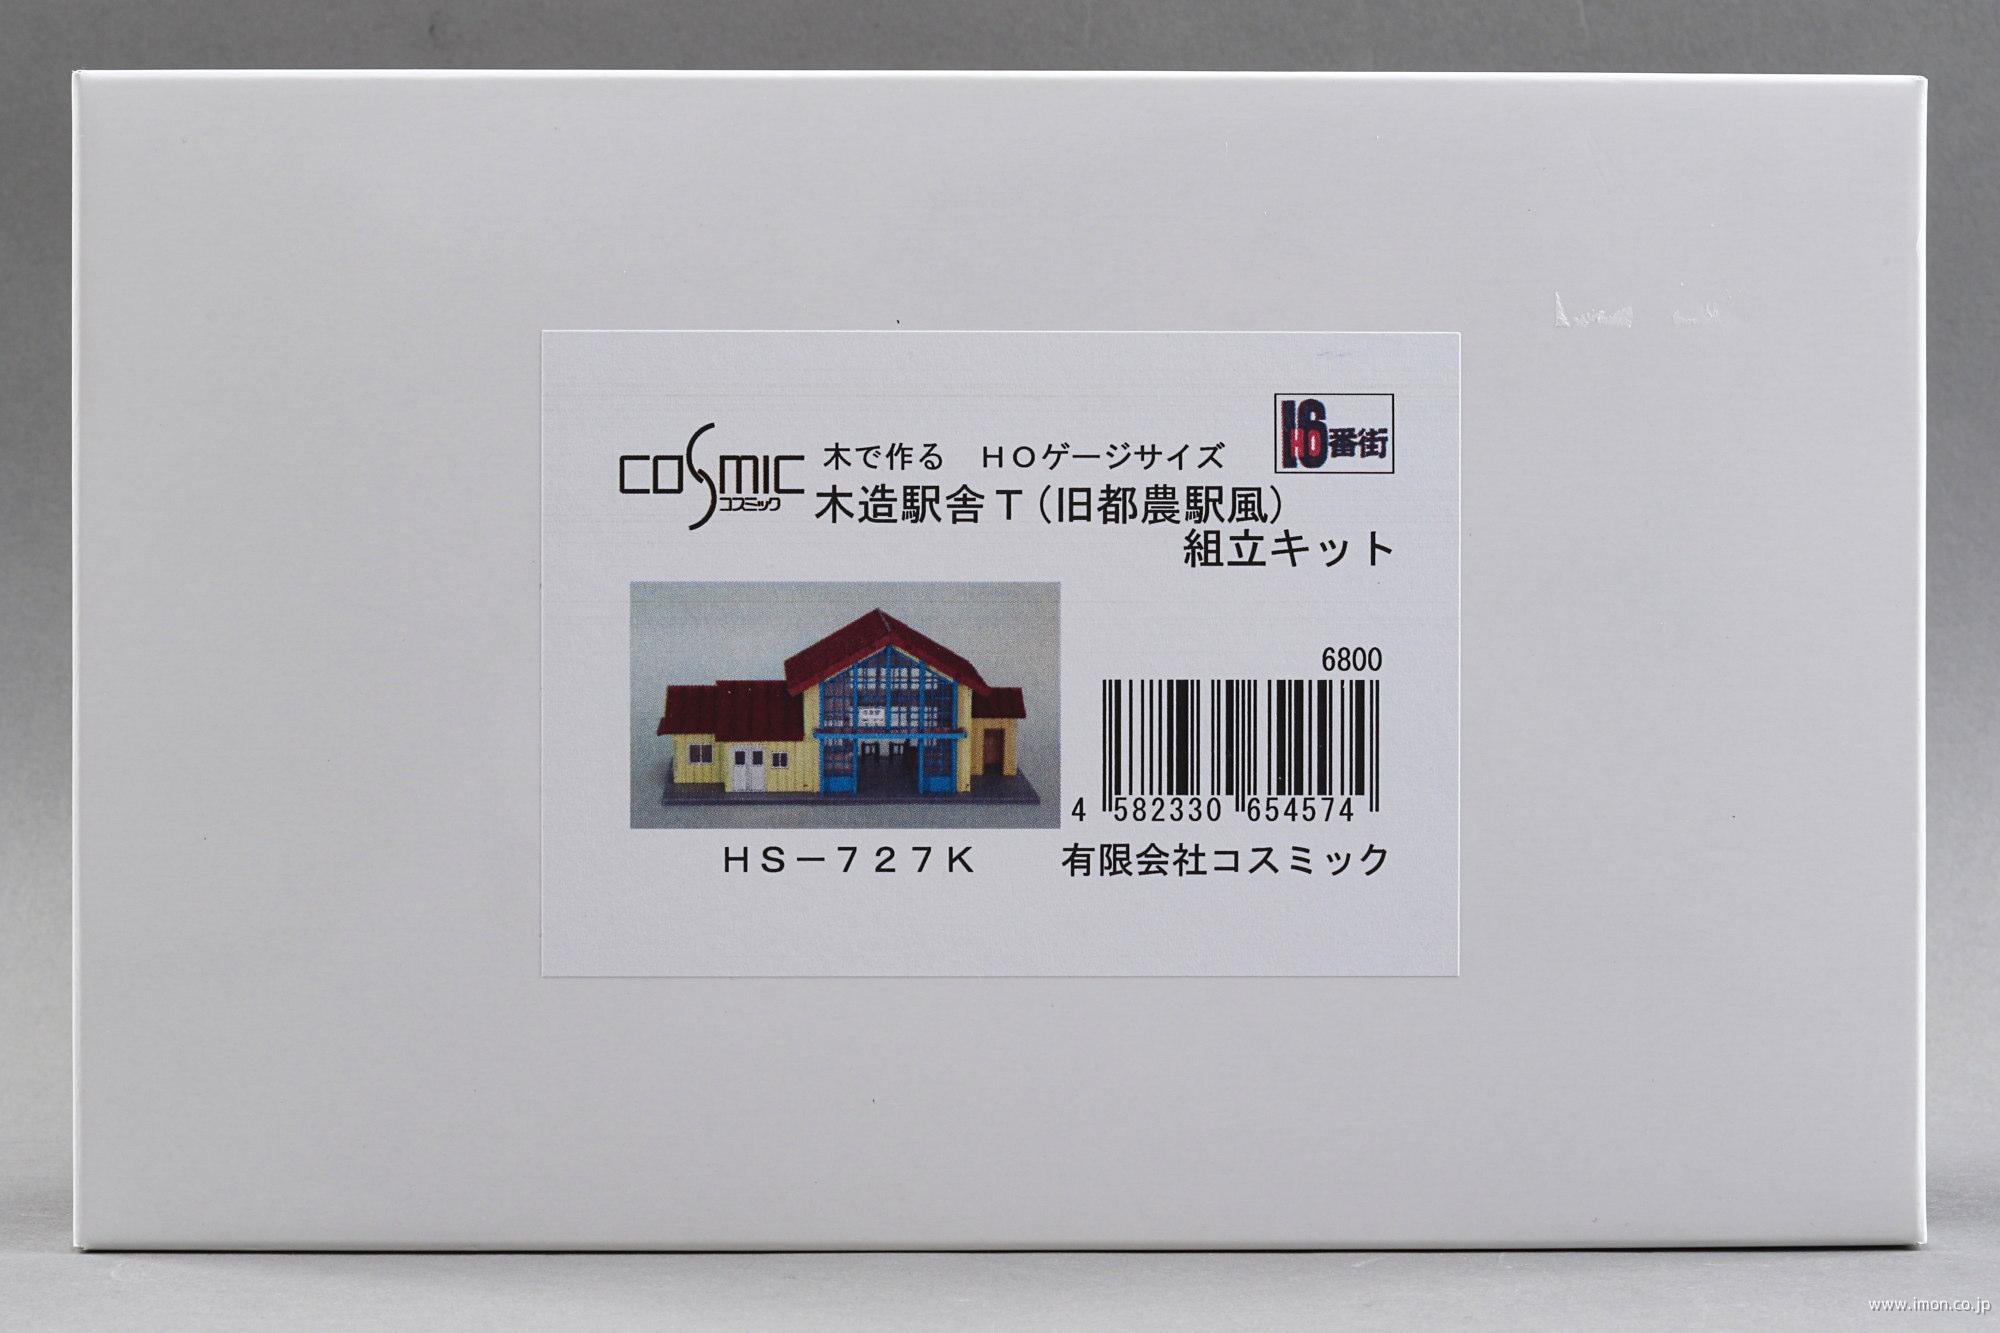 COSMIC
コスミック
木で作る　HOゲージサイズ
16
HO
番街
木造駅舎T(旧都農駅風)
組立キット
6800
4 582330 654574
HS-727K
有限会社コスミック
www.imon.co.jp